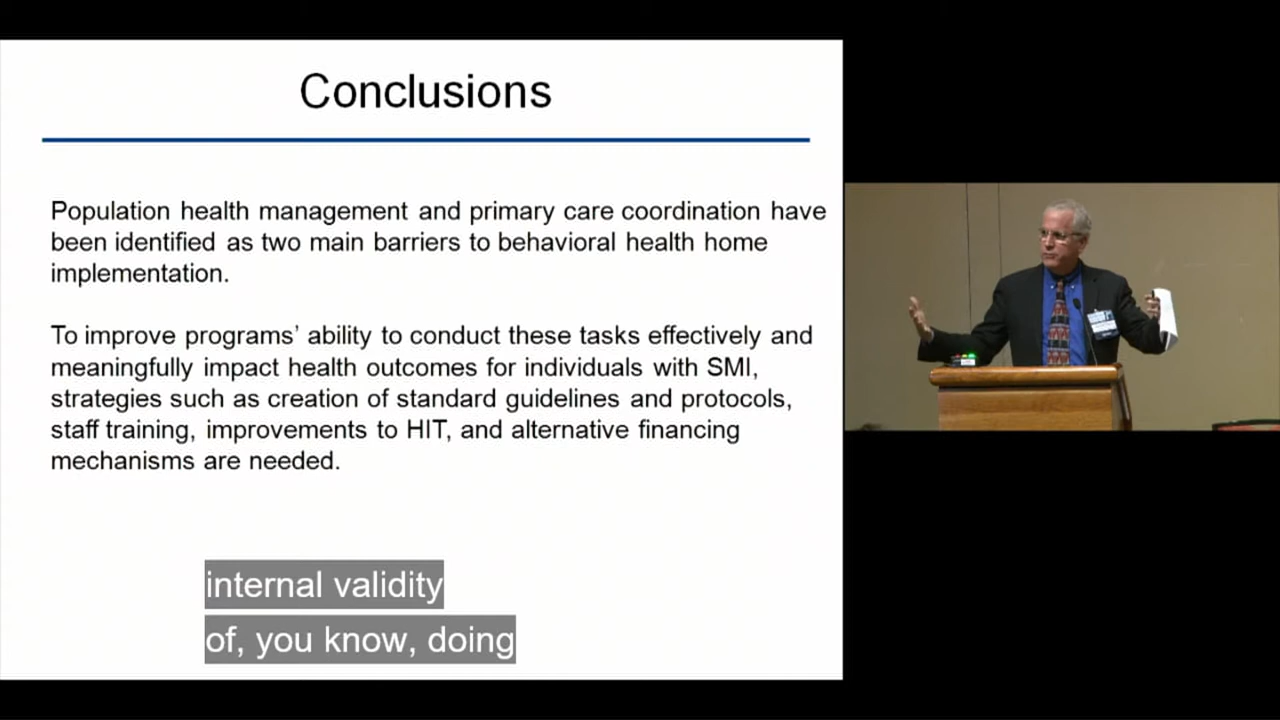 Conclusions
Population health management and primary care coordination have
been identified as two main barriers to behavioral health home
implementation.
To improve programs’ ability to conduct these tasks effectively and
meaningfully impact health outcomes for individuals with SMI,
strategies such as creation of standard guidelines and protocols,
staff training, improvements to HIT, and alternative financing
mechanisms are needed.
internal validity
of, you know, doing